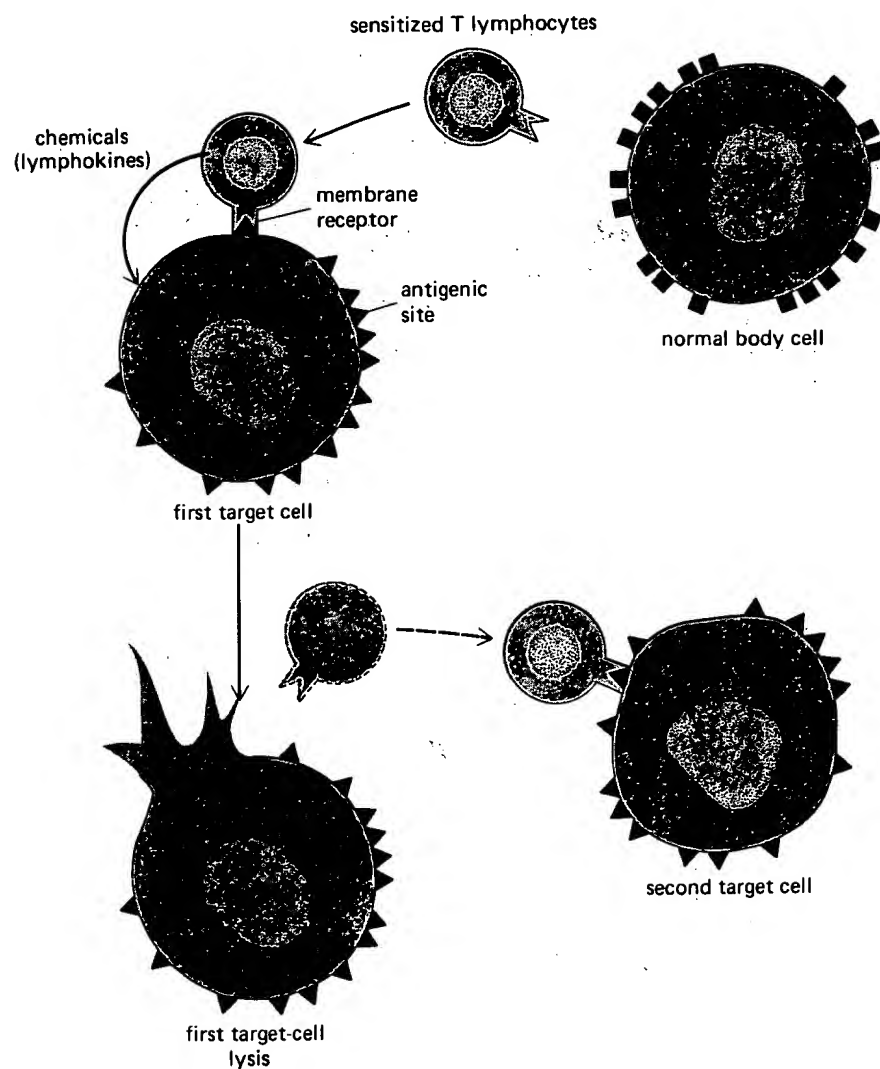 sensitized T lymphocytes
chemicals
(lymphokines)
membrane
receptor
antigenic
site
normal body cell
first target cell
second target cell
first target-cell
lysis